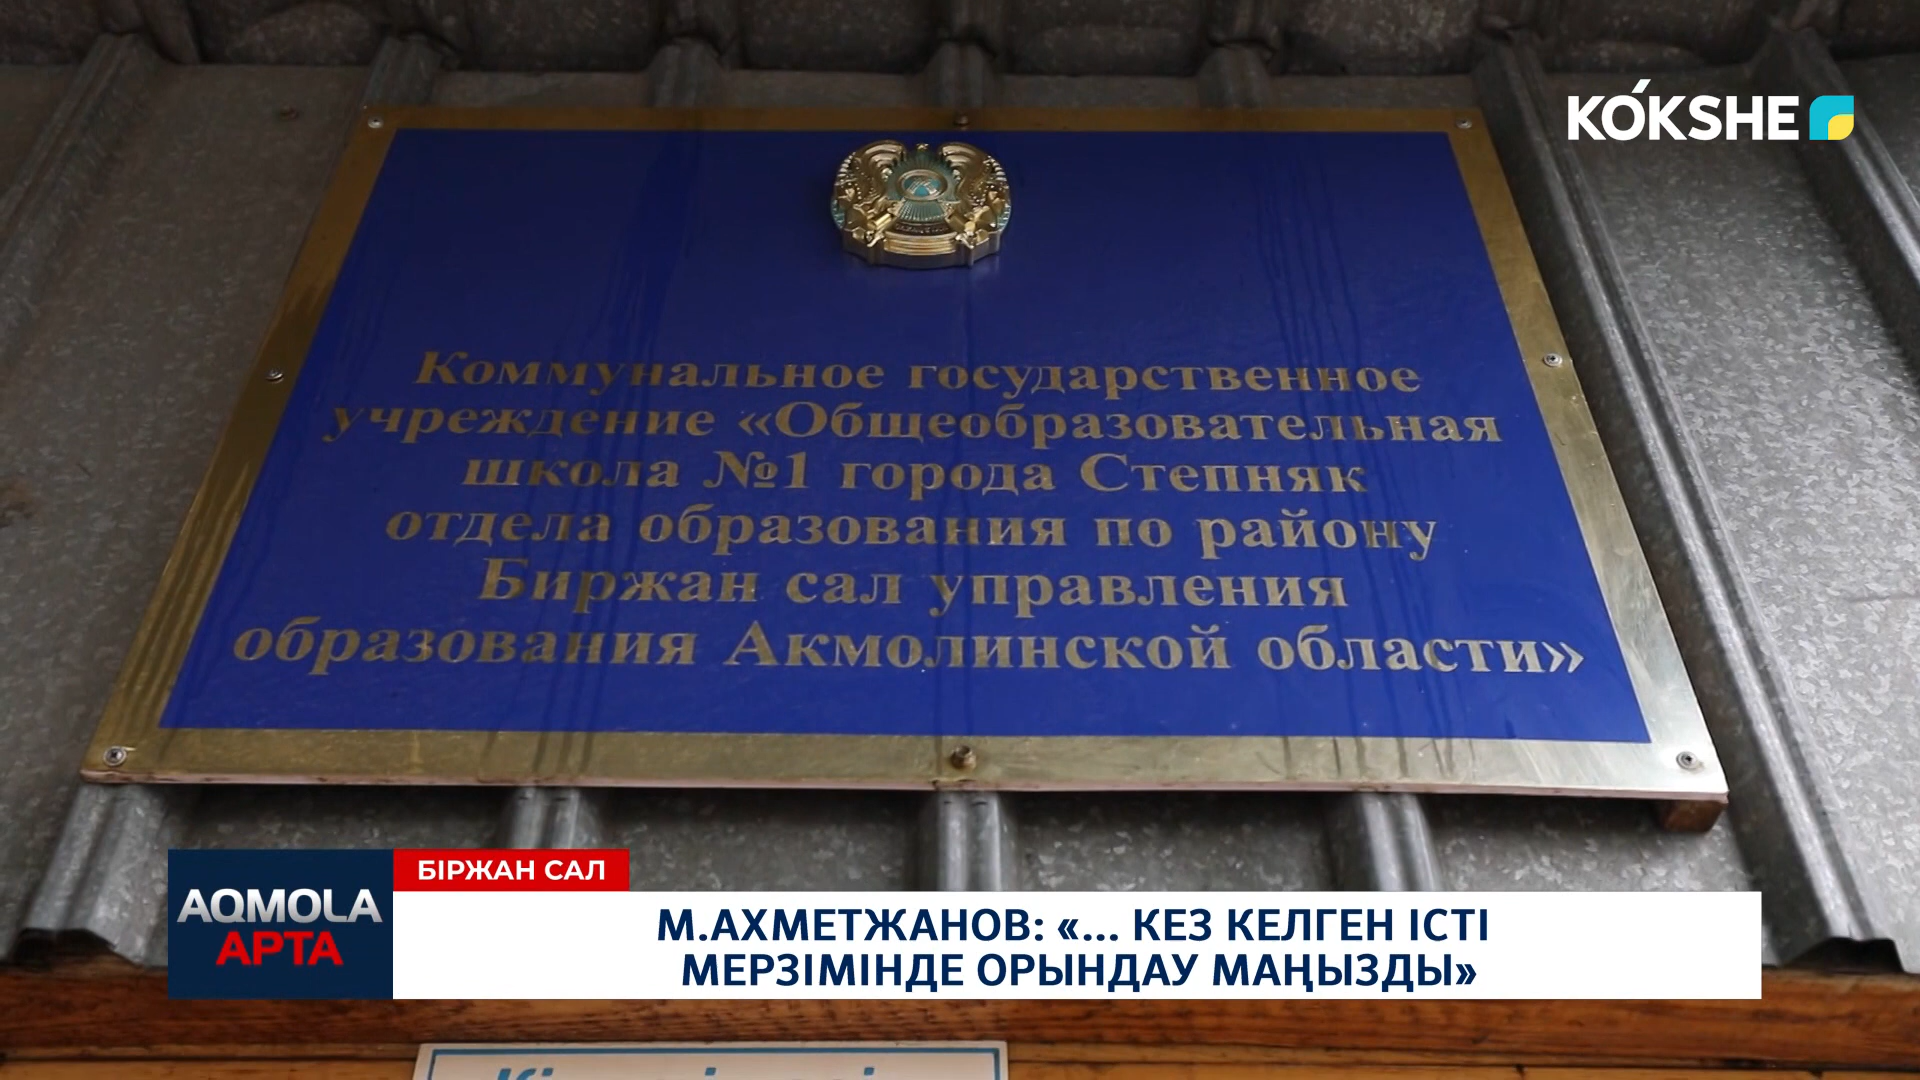 KÓKSHE
Коммунальное государственное
учреждение «Общеобразовательная
школа №1 города Степняк
отдела образования по району
Биржан сал управления
образования Акмолинской области»
БІРЖАН САЛ
AQMOLA
АРТА
М.АХМЕТЖАНОВ: «... КЕЗ КЕЛГЕН ІСТІ
МЕРЗІМІНДЕ ОРЫНДАУ МАҢЫЗДЫ»